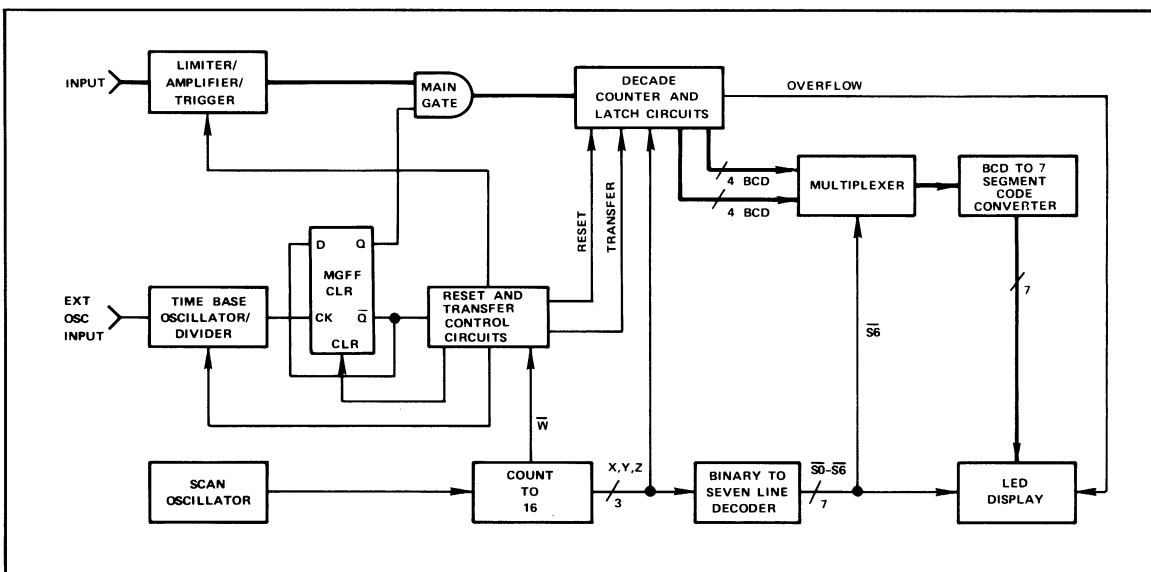 INPUT
LIMITER/
AMPLIFIER/
TRIGGER
MAIN
GATE
DECADE
COUNTER AND
LATCH CIRCUITS
OVERFLOW
4 BCD
4 BCD
MULTIPLEXER
BCD TO 7
SEGMENT
CODE
CONVERTER
RESET
TRANSFER
D Q
MGFF
CLR
CK Q̅
CLR
EXT
OSC
INPUT
TIME BASE
OSCILLATOR/
DIVIDER
RESET AND
TRANSFER
CONTROL
CIRCUITS
7
S̅6̅
W̅
SCAN
OSCILLATOR
COUNT
TO
16
X,Y,Z
3
BINARY TO
SEVEN LINE
DECODER
S̅0̅-S̅6̅
7
LED
DISPLAY